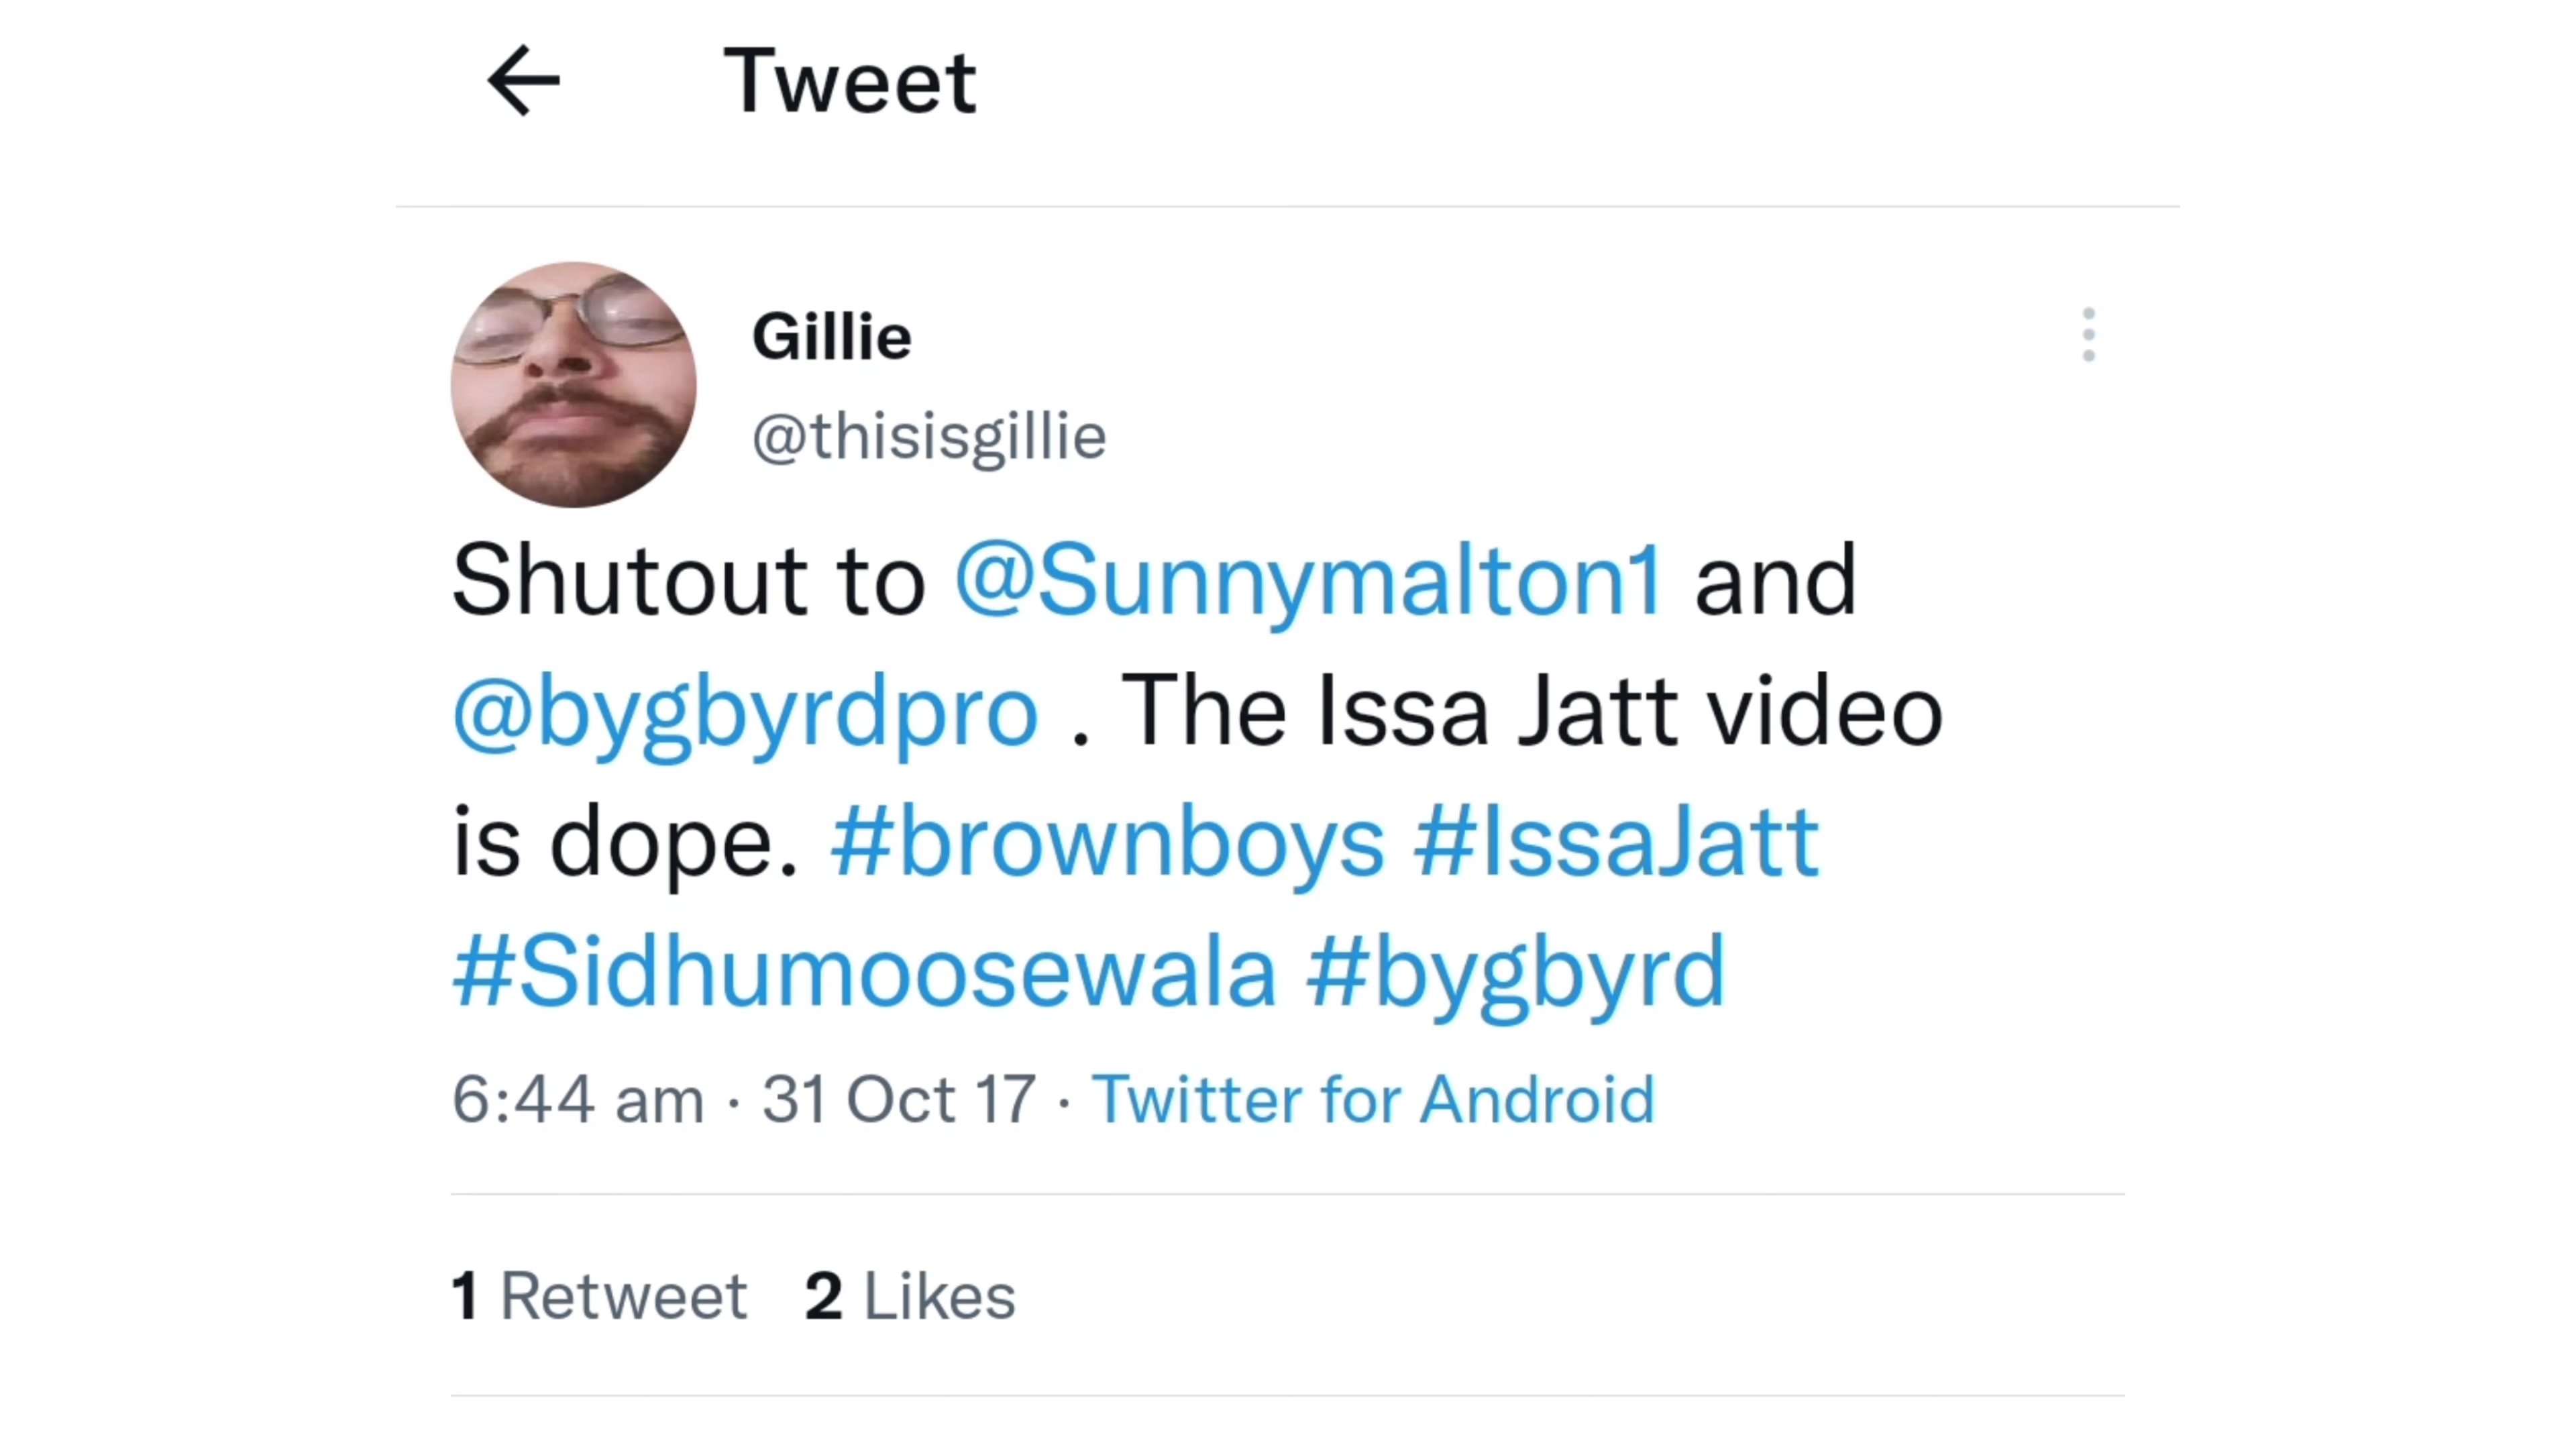 Tweet
Gillie
@thisisgillie
Shutout to @Sunnymalton1 and
@bygbyrdpro . The Issa Jatt video
is dope. #brownboys #IssaJatt
#Sidhumoosewala #bygbyrd
6:44 am · 31 Oct 17 · Twitter for Android
1 Retweet 2 Likes